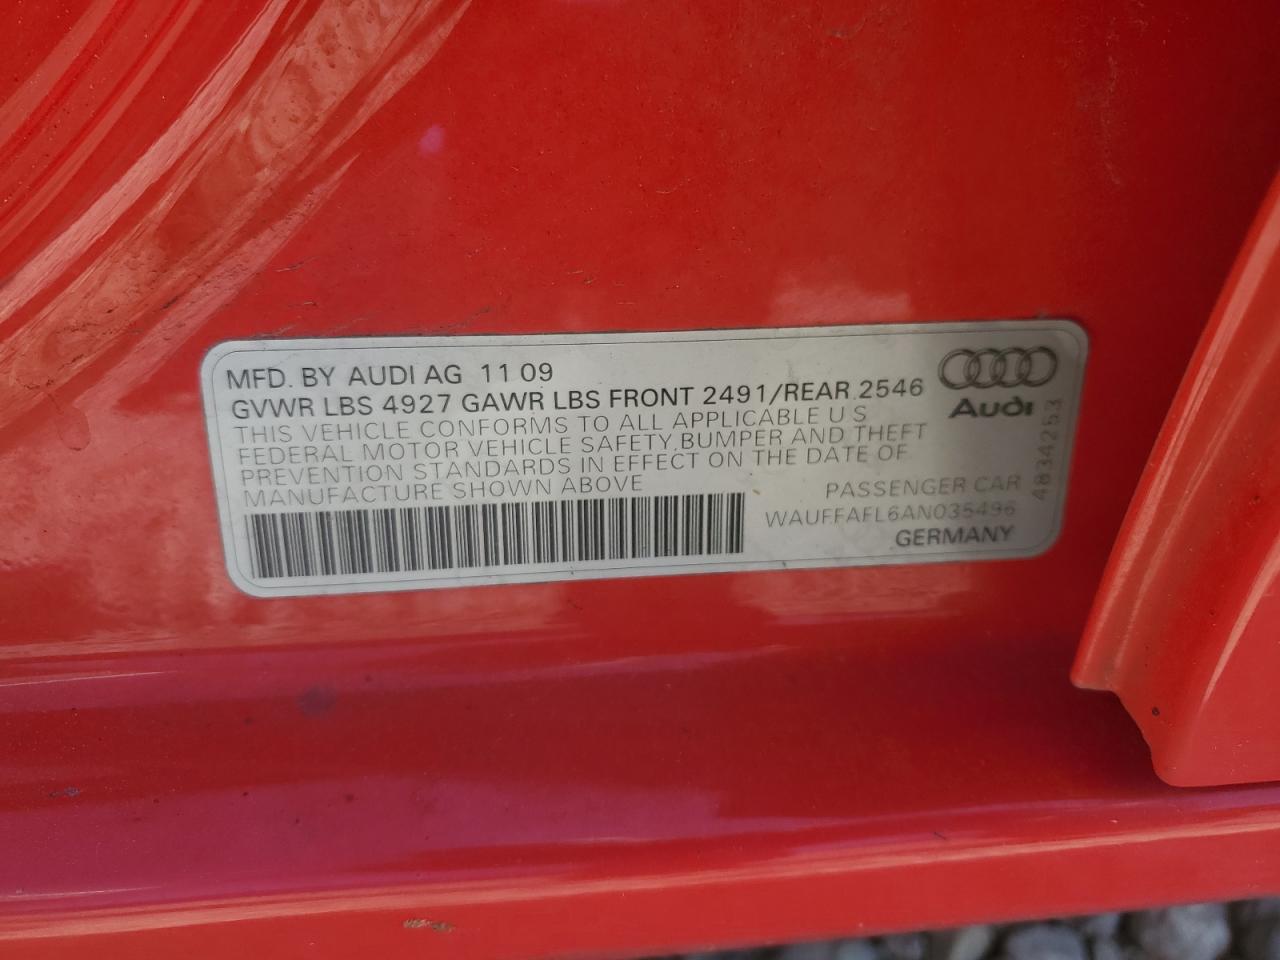 MFD. BY AUDI AG 11 09
GVWR LBS 4927 GAWR LBS FRONT 2491/REAR 2546
THIS VEHICLE CONFORMS TO ALL APPLICABLE U S
FEDERAL MOTOR VEHICLE SAFETY, BUMPER AND THEFT
PREVENTION STANDARDS IN EFFECT ON THE DATE OF
MANUFACTURE SHOWN ABOVE
Audi
4834253
PASSENGER CAR
WAUFFAFL6AN035496
GERMANY